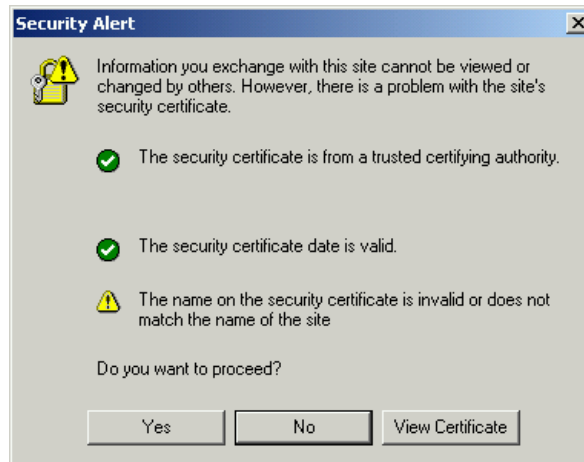 Security Alert
Information you exchange with this site cannot be viewed or
changed by others. However, there is a problem with the site's
security certificate.
The security certificate is from a trusted certifying authority.
The security certificate date is valid.
The name on the security certificate is invalid or does not
match the name of the site
Do you want to proceed?
Yes
No
View Certificate